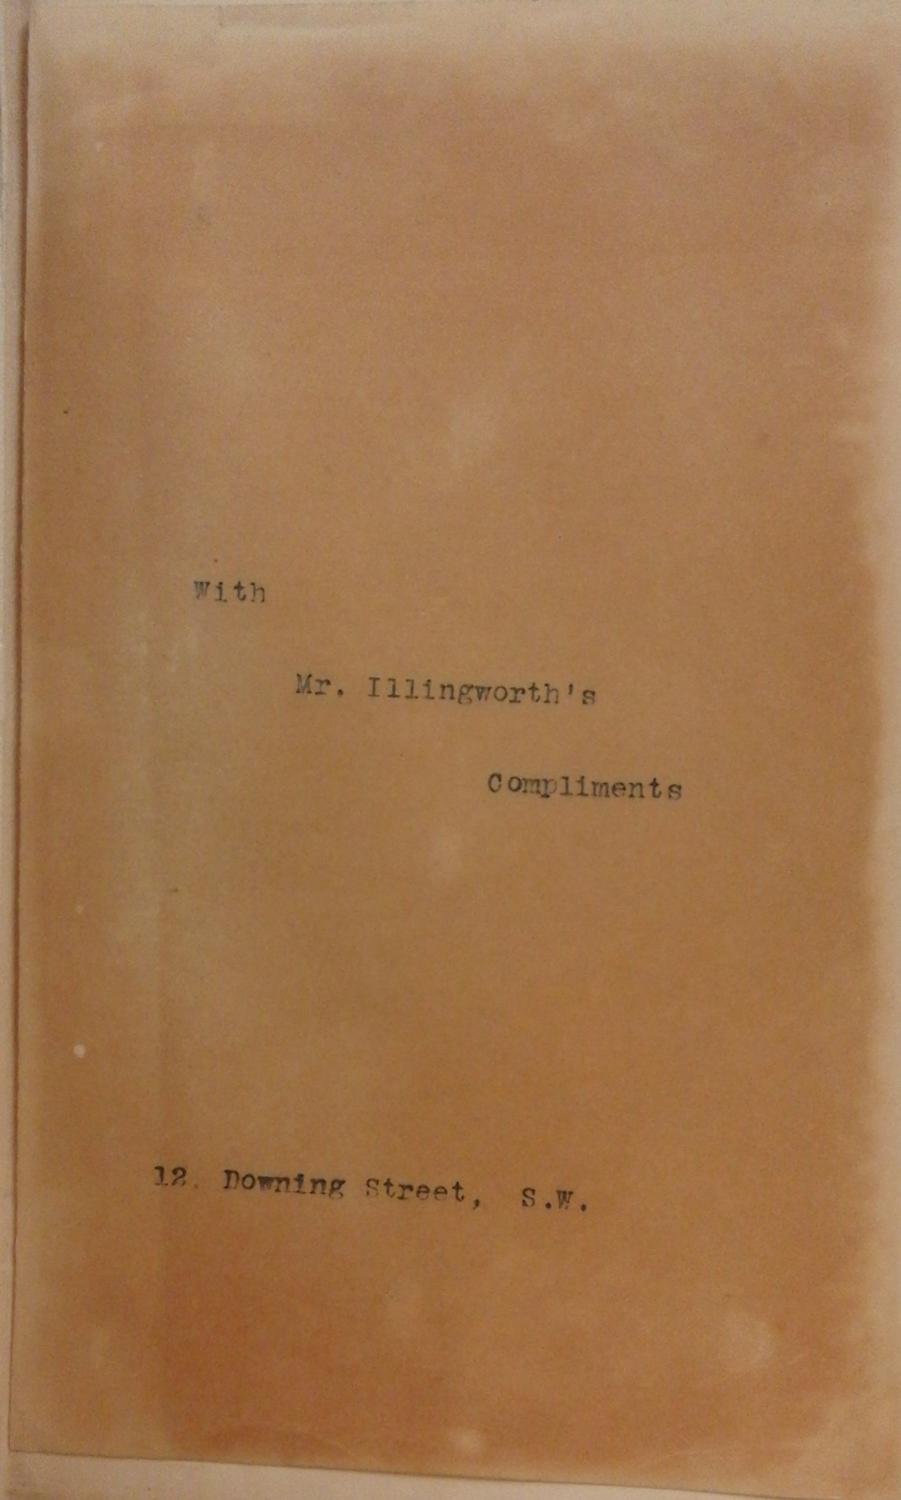 With
Mr. Illingworth's
Compliments
12. Downing Street, S.W.